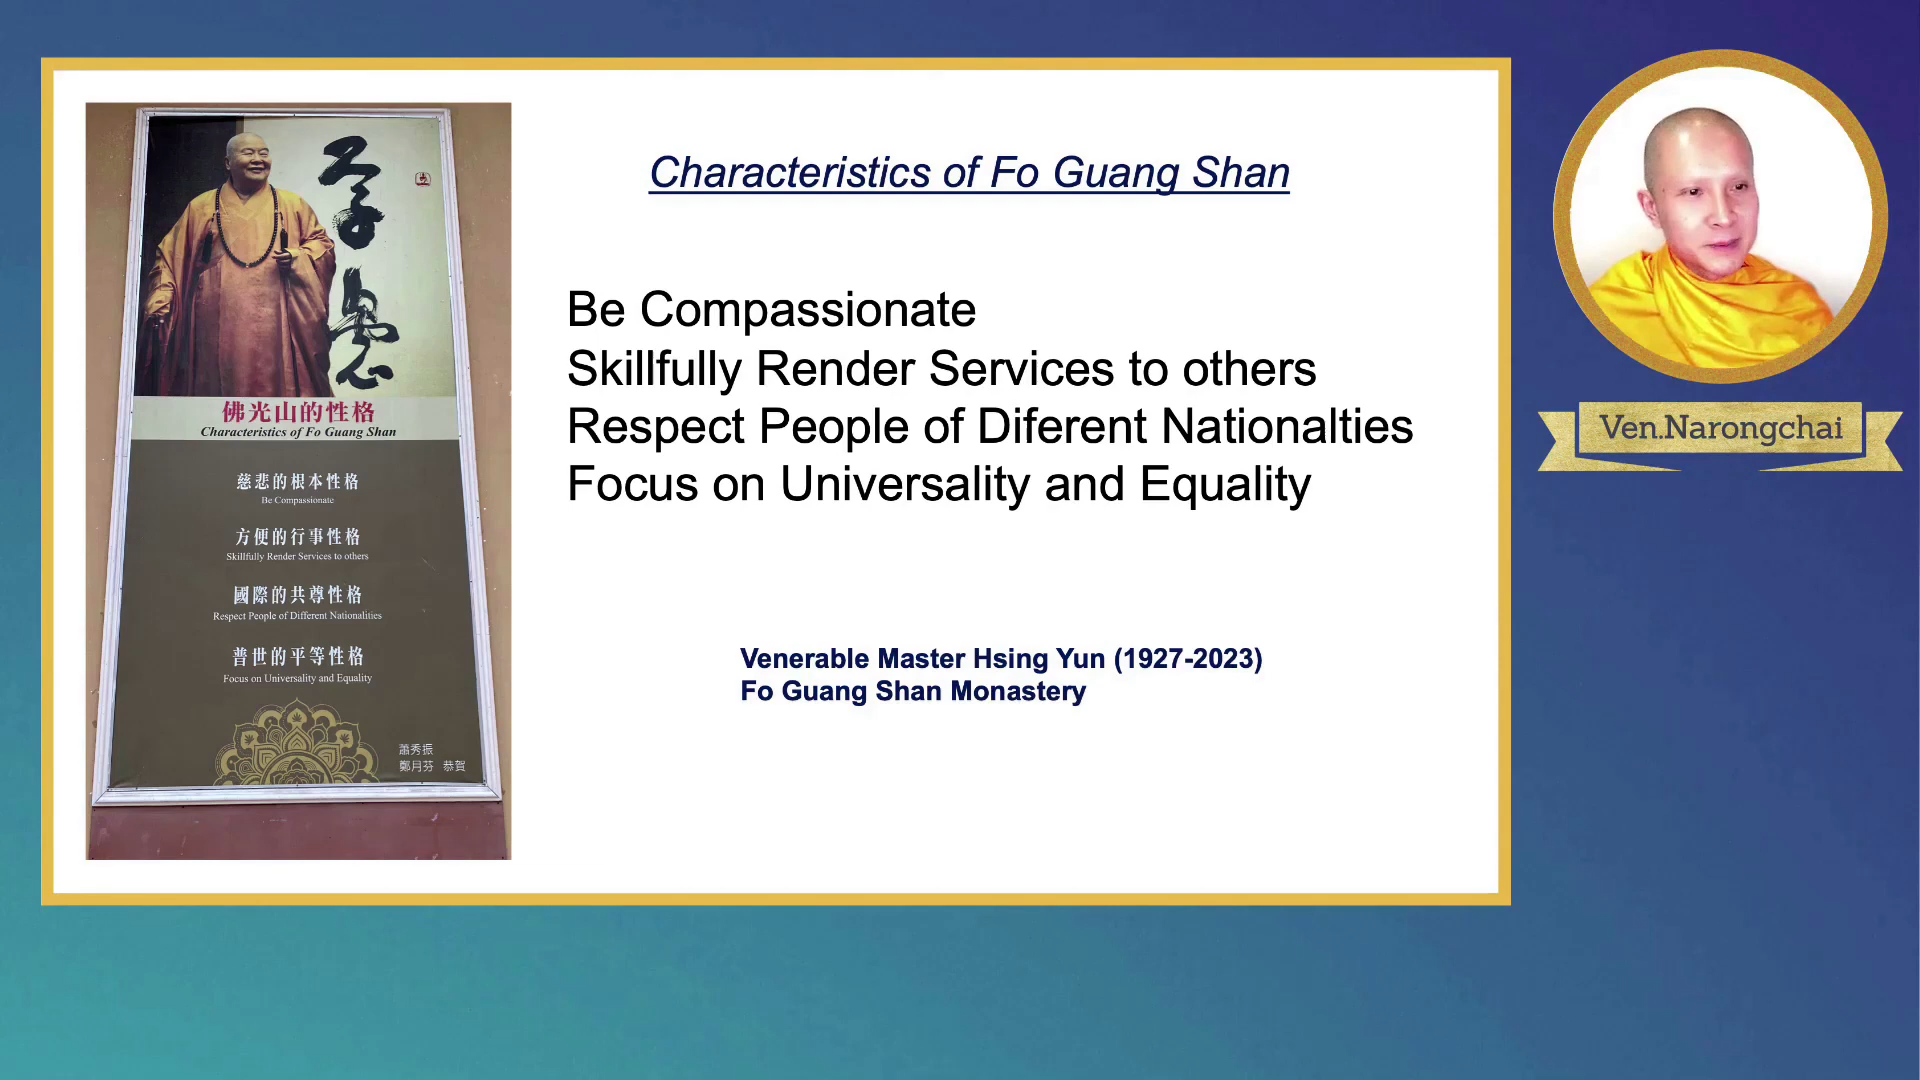 佛光山的性格
Characteristics of Fo Guang Shan
慈悲的根本性格
Be Compassionate
方便的行事性格
Skillfully Render Services to others
國際的共尊性格
Respect People of Different Nationalities
普世的平等性格
Focus on Universality and Equality
蕭秀振
鄭月芬 恭賀
Characteristics of Fo Guang Shan
Be Compassionate
Skillfully Render Services to others
Respect People of Diferent Nationalties
Focus on Universality and Equality
Venerable Master Hsing Yun (1927-2023)
Fo Guang Shan Monastery
Ven.Narongchai